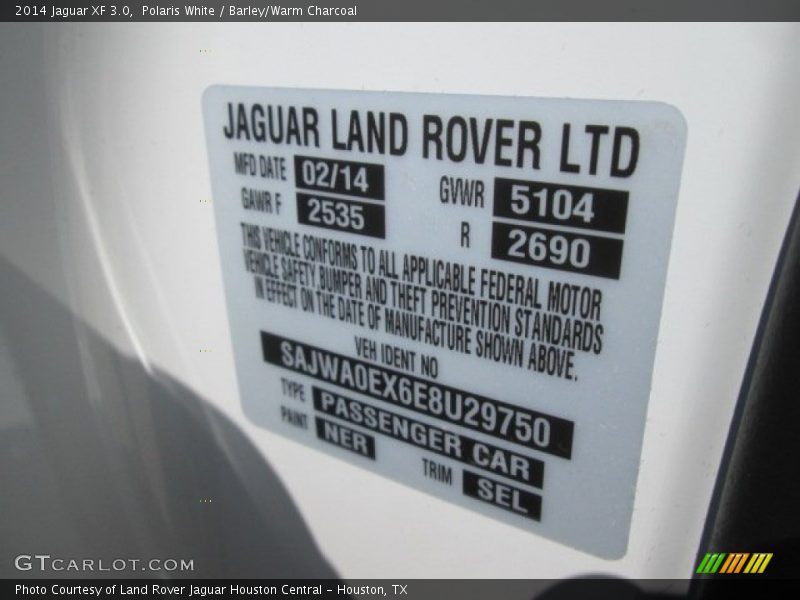 2014 Jaguar XF 3.0,  Polaris White / Barley/Warm Charcoal
JAGUAR LAND ROVER LTD
MFD DATE 02/14 GVWR 5104
GAWR F 2535 R 2690
THIS VEHICLE CONFORMS TO ALL APPLICABLE FEDERAL MOTOR
VEHICLE SAFETY,BUMPER AND THEFT PREVENTION STANDARDS
IN EFFECT ON THE DATE OF MANUFACTURE SHOWN ABOVE.
VEH IDENT NO
SAJWA0EX6E8U29750
TYPE PASSENGER CAR
PAINT NER TRIM SEL
GTCARLOT.COM
Photo Courtesy of Land Rover Jaguar Houston Central - Houston, TX